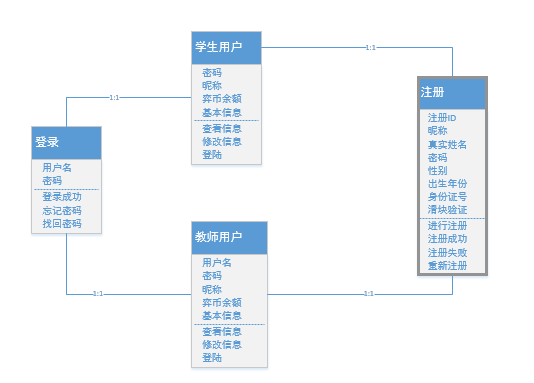 学生用户
密码
昵称
弈币余额
基本信息
查看信息
修改信息
登陆
1:1
1:1
登录
用户名
密码
登录成功
忘记密码
找回密码
注册
注册ID
昵称
真实姓名
密码
性别
出生年份
身份证号
滑块验证
进行注册
注册成功
注册失败
重新注册
教师用户
用户名
密码
昵称
弈币余额
基本信息
查看信息
修改信息
登陆
1:1
1:1